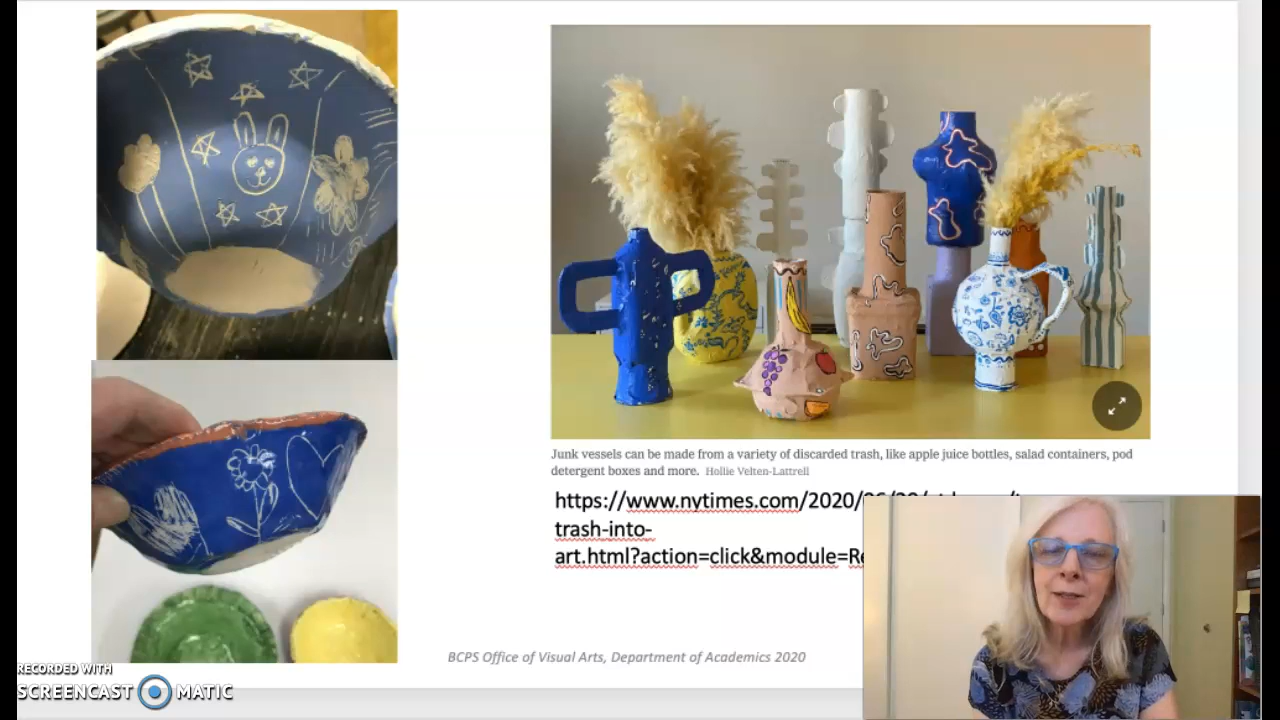 Junk vessels can be made from a variety of discarded trash, like apple juice bottles, salad containers, pod
detergent boxes and more. Hollie Velten-Lattrell
https://www.nytimes.com/2020/
trash-into-
art.html?action=click&module=Re
BCPS Office of Visual Arts, Department of Academics 2020
RECORDED WITH
SCREENCAST MATIC